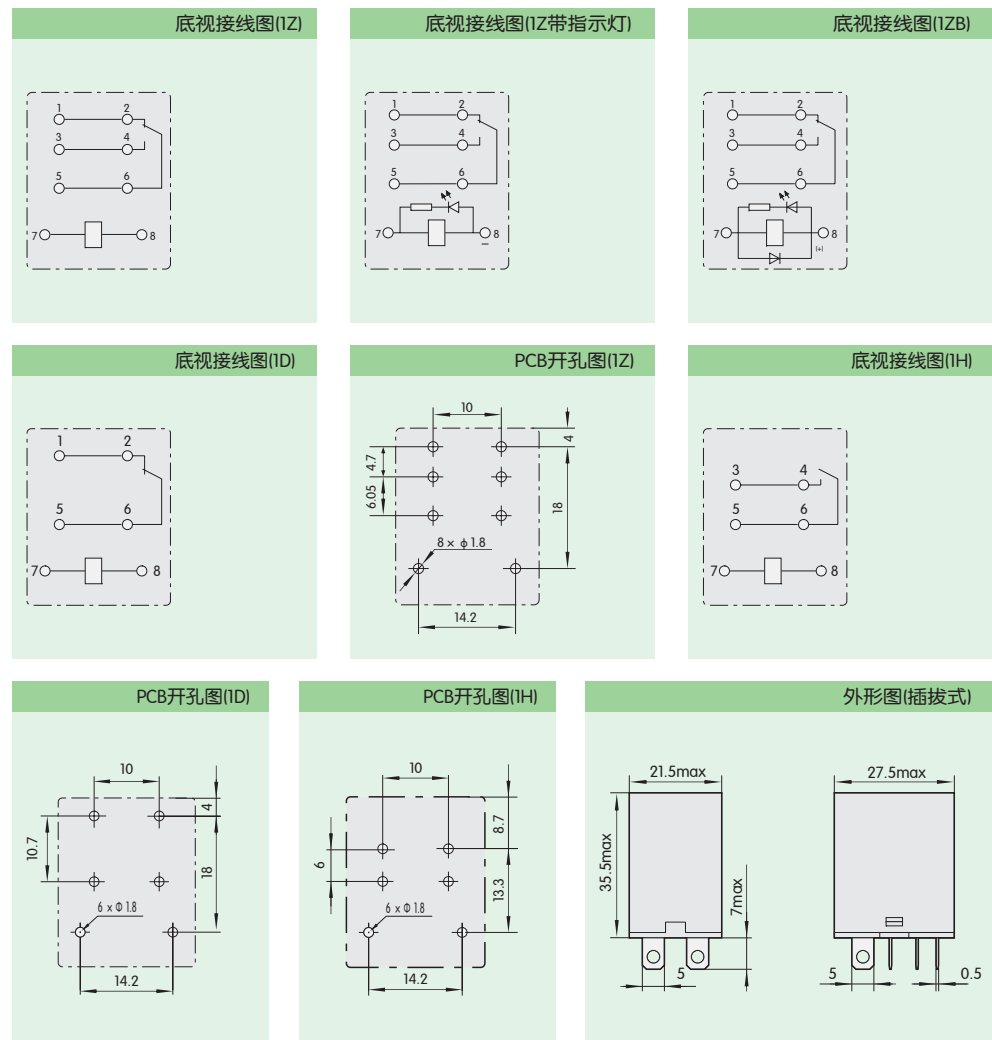 底视接线图(1Z)
1 2
3 4
5 6
7 8
底视接线图(1Z带指示灯)
1 2
3 4
5 6
7 8
—
底视接线图(1ZB)
1 2
3 4
5 6
7 8
(+)
底视接线图(1D)
1 2
5 6
7 8
PCB开孔图(1Z)
10
4
4.7
6.05
18
8× ϕ1.8
14.2
底视接线图(1H)
3 4
5 6
7 8
PCB开孔图(1D)
10
4
10.7
18
6 x Φ 1.8
14.2
PCB开孔图(1H)
10
8.7
6
13.3
6 x Φ 1.8
14.2
外形图(插拔式)
21.5max
27.5max
35.5max
7max
5
5
0.5